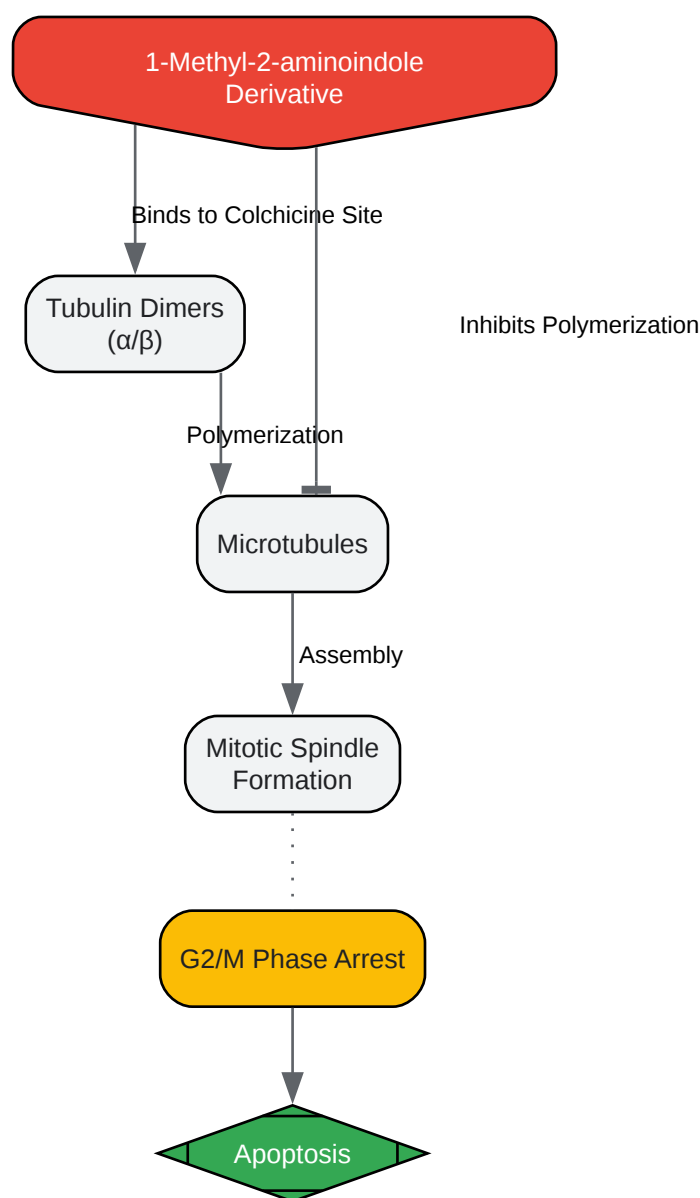 1-Methyl-2-aminoindole
Derivative
Binds to Colchicine Site
Tubulin Dimers
(α/β)
Inhibits Polymerization
Polymerization
Microtubules
Assembly
Mitotic Spindle
Formation
G2/M Phase Arrest
Apoptosis